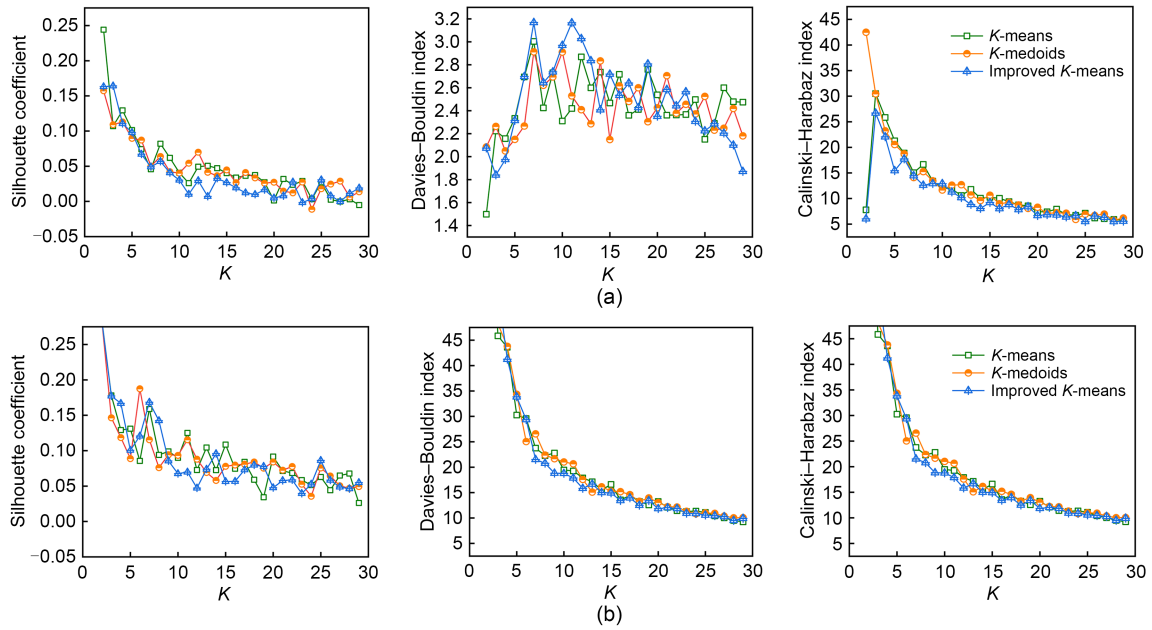 Silhouette coefficient
0.25
0.20
0.15
0.10
0.05
0.00
−0.05
0 5 10 15 20 25 30
K
Davies–Bouldin index
3.2
3.0
2.8
2.6
2.4
2.2
2.0
1.8
1.6
1.4
0 5 10 15 20 25 30
K
Calinski–Harabaz index
45
40
35
30
25
20
15
10
5
0 5 10 15 20 25 30
K
K-means
K-medoids
Improved K-means
(a)
Silhouette coefficient
0.25
0.20
0.15
0.10
0.05
0.00
−0.05
0 5 10 15 20 25 30
K
Davies–Bouldin index
45
40
35
30
25
20
15
10
5
0 5 10 15 20 25 30
K
Calinski–Harabaz index
45
40
35
30
25
20
15
10
5
0 5 10 15 20 25 30
K
K-means
K-medoids
Improved K-means
(b)